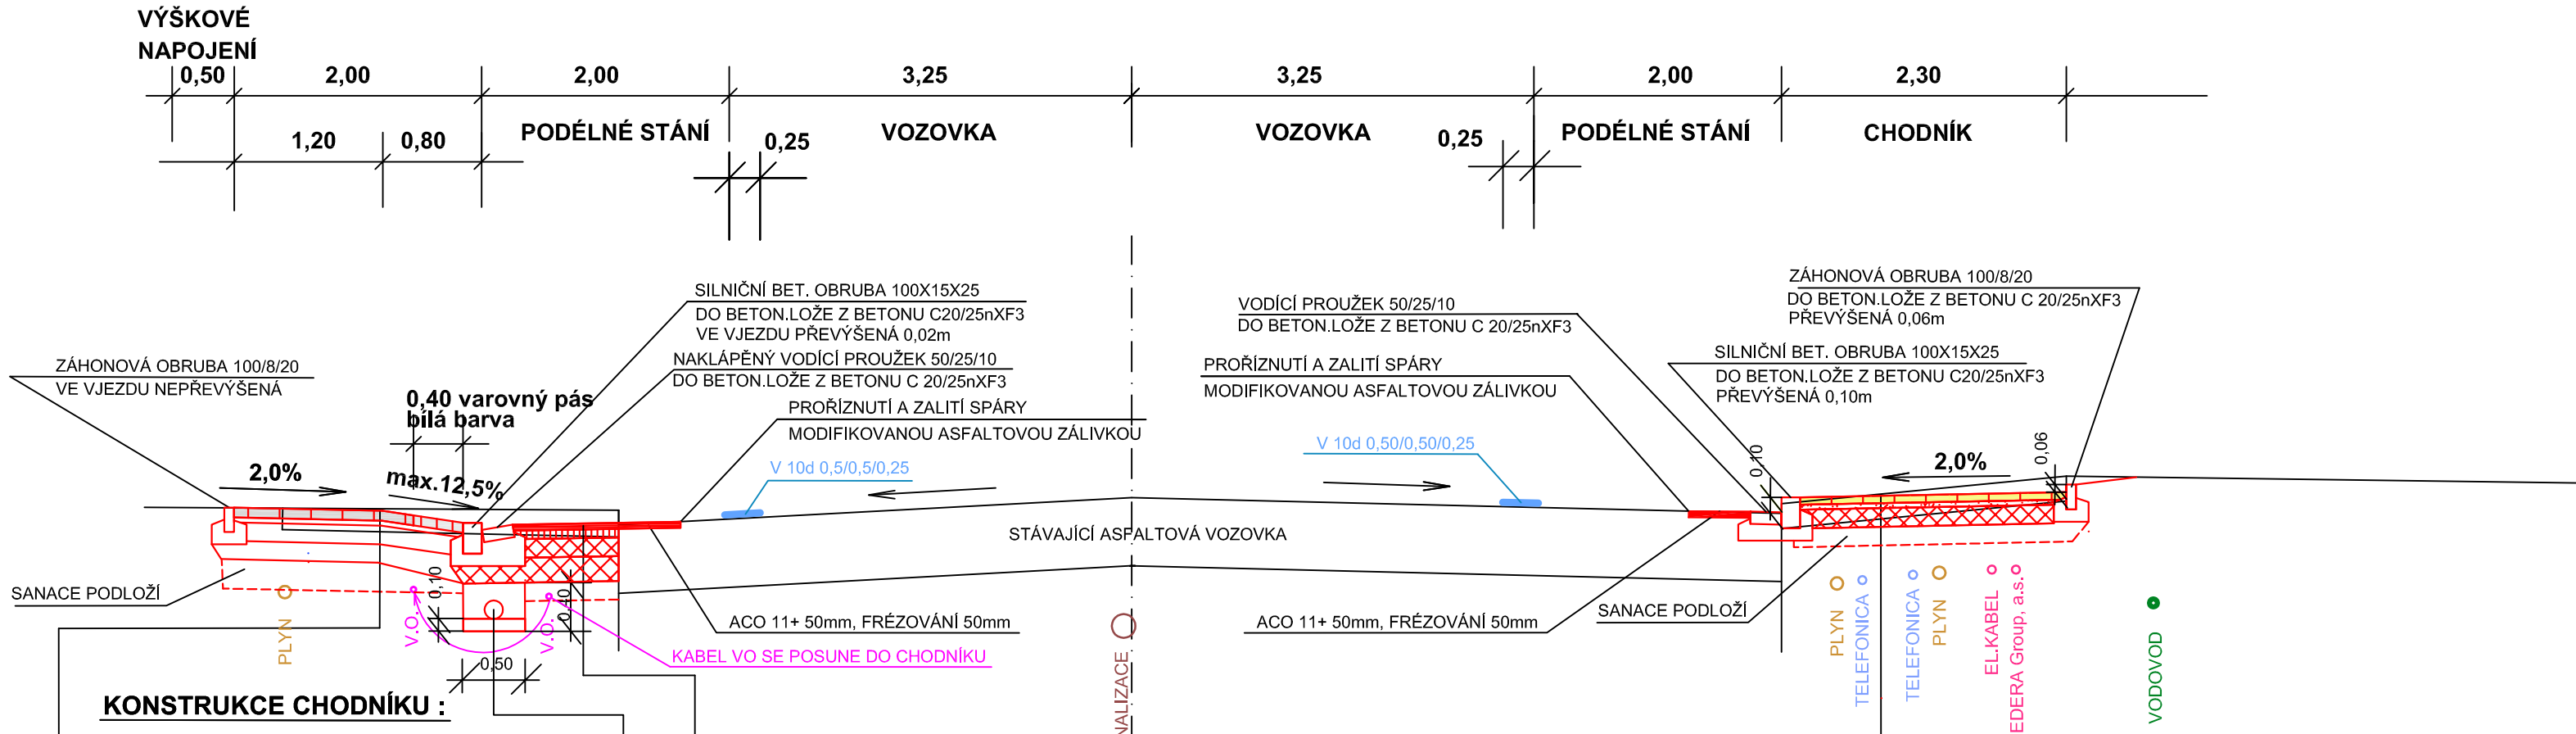 VÝŠKOVÉ
NAPOJENÍ
0,50 2,00 2,00 3,25 3,25 2,00 2,30
1,20 0,80 PODÉLNÉ STÁNÍ 0,25 VOZOVKA VOZOVKA 0,25 PODÉLNÉ STÁNÍ CHODNÍK
SILNIČNÍ BET. OBRUBA 100X15X25
DO BETON.LOŽE Z BETONU C20/25nXF3
VE VJEZDU PŘEVÝŠENÁ 0,02m
NAKLÁPĚNÝ VODÍCÍ PROUŽEK 50/25/10
DO BETON.LOŽE Z BETONU C 20/25nXF3
PROŘÍZNUTÍ A ZALITÍ SPÁRY
MODIFIKOVANOU ASFALTOVOU ZÁLIVKOU
ZÁHONOVÁ OBRUBA 100/8/20
VE VJEZDU NEPŘEVÝŠENÁ
0,40 varovný pás
bílá barva
2,0%
max.12,5%
V 10d 0,5/0,5/0,25
VODÍCÍ PROUŽEK 50/25/10
DO BETON.LOŽE Z BETONU C 20/25nXF3
PROŘÍZNUTÍ A ZALITÍ SPÁRY
MODIFIKOVANOU ASFALTOVOU ZÁLIVKOU
V 10d 0,50/0,50/0,25
ZÁHONOVÁ OBRUBA 100/8/20
DO BETON.LOŽE Z BETONU C 20/25nXF3
PŘEVÝŠENÁ 0,06m
SILNIČNÍ BET. OBRUBA 100X15X25
DO BETON.LOŽE Z BETONU C20/25nXF3
PŘEVÝŠENÁ 0,10m
0,10
2,0%
0,06
STÁVAJÍCÍ ASFALTOVÁ VOZOVKA
SANACE PODLOŽÍ
PLYN
V.O.
0,10
V.O.
0,40
0,50
ACO 11+ 50mm, FRÉZOVÁNÍ 50mm
KABEL VO SE POSUNE DO CHODNÍKU
NALIZACE
ACO 11+ 50mm, FRÉZOVÁNÍ 50mm
SANACE PODLOŽÍ
PLYN
TELEFONICA
TELEFONICA
PLYN
EL.KABEL
EDERA Group, a.s.
VODOVOD
KONSTRUKCE CHODNÍKU :